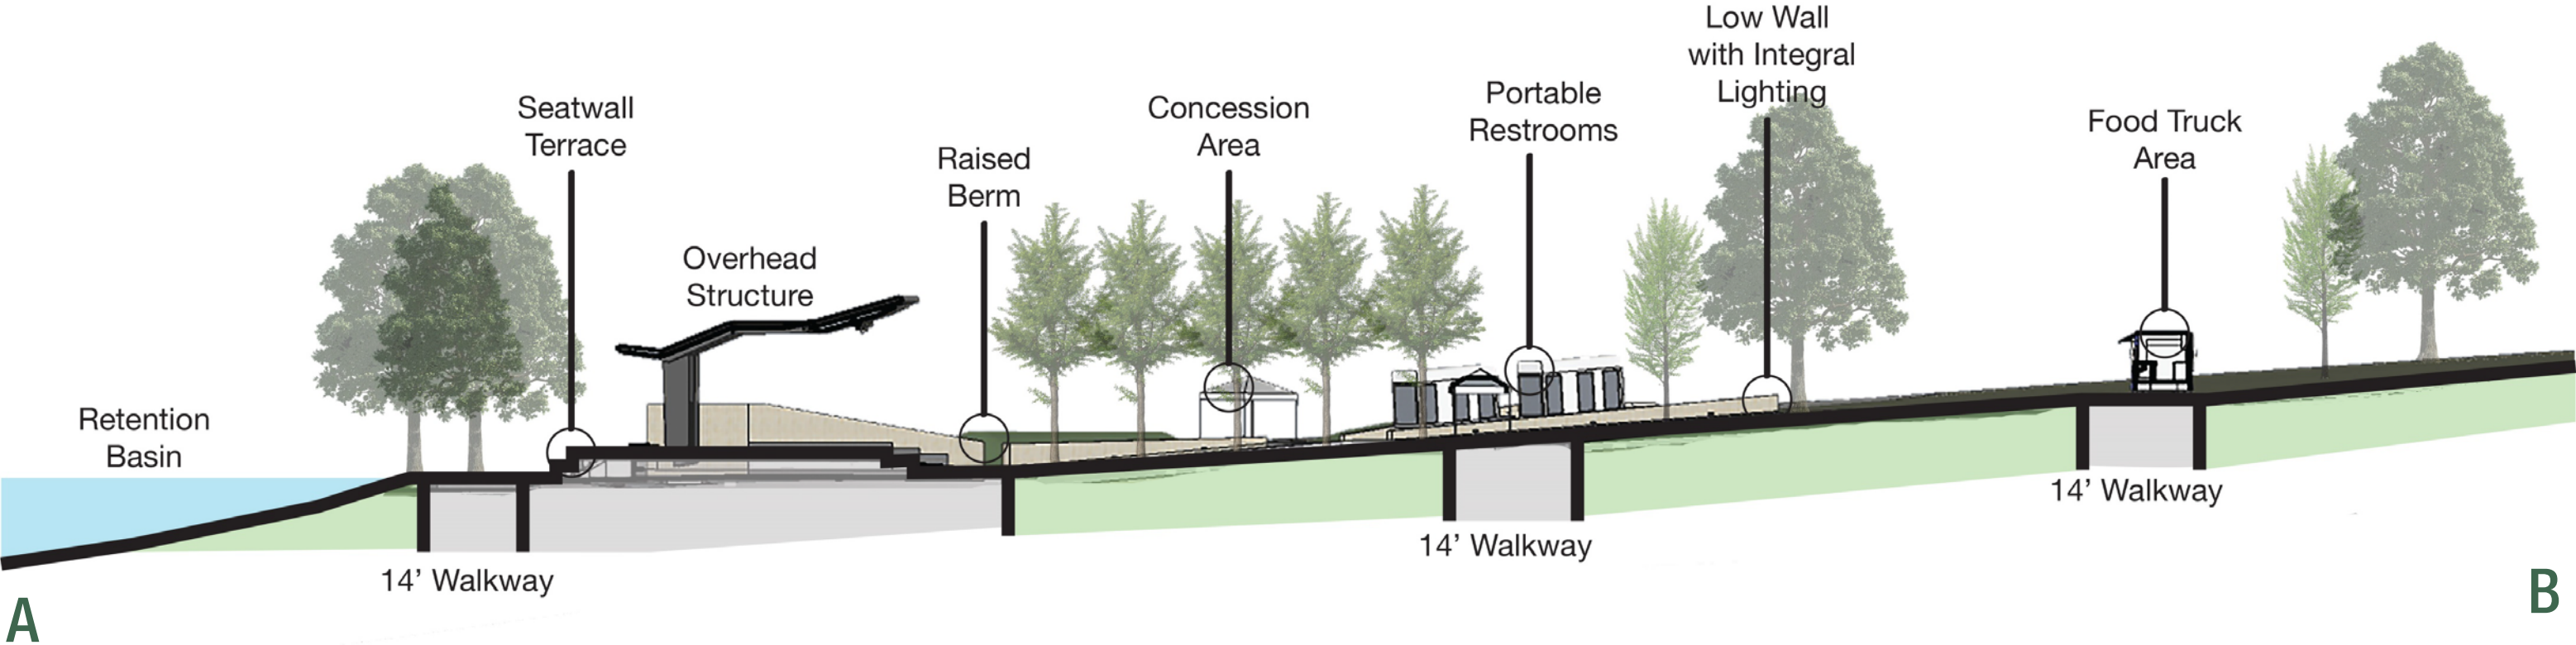 Seatwall
Terrace
Overhead
Structure
Raised
Berm
Concession
Area
Portable
Restrooms
Low Wall
with Integral
Lighting
Food Truck
Area
Retention
Basin
14’ Walkway
14’ Walkway
14’ Walkway
A
B